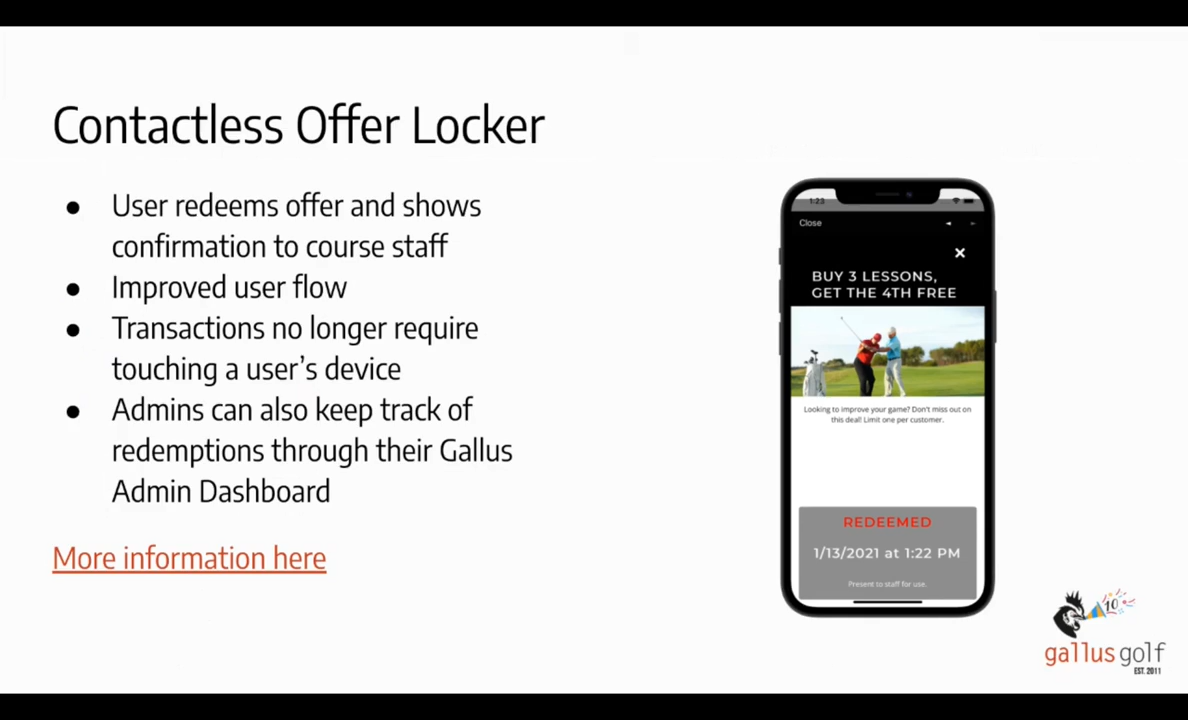 Contactless Offer Locker
● User redeems offer and shows
confirmation to course staff
● Improved user flow
● Transactions no longer require
touching a user's device
● Admins can also keep track of
redemptions through their Gallus
Admin Dashboard
More information here
1:23
Close
BUY 3 LESSONS,
GET THE 4TH FREE
Looking to improve your game? Don't miss out on
this deal! Limit one per customer.
REDEEMED
1/13/2021 at 1:22 PM
Present to staff for use.
10
gallus golf
EST. 2011